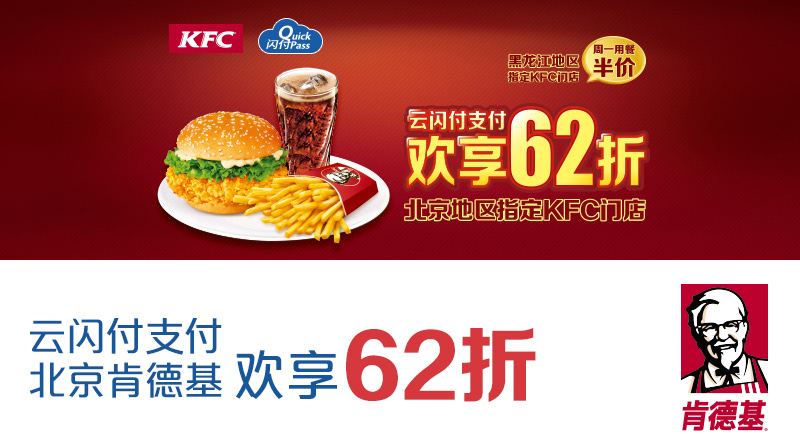 KFC
Quick
闪付Pass
黑龙江地区
指定KFC门店
周一用餐
半价
云闪付支付
欢享62折
北京地区指定KFC门店
云闪付支付
北京肯德基
欢享62折
肯德基